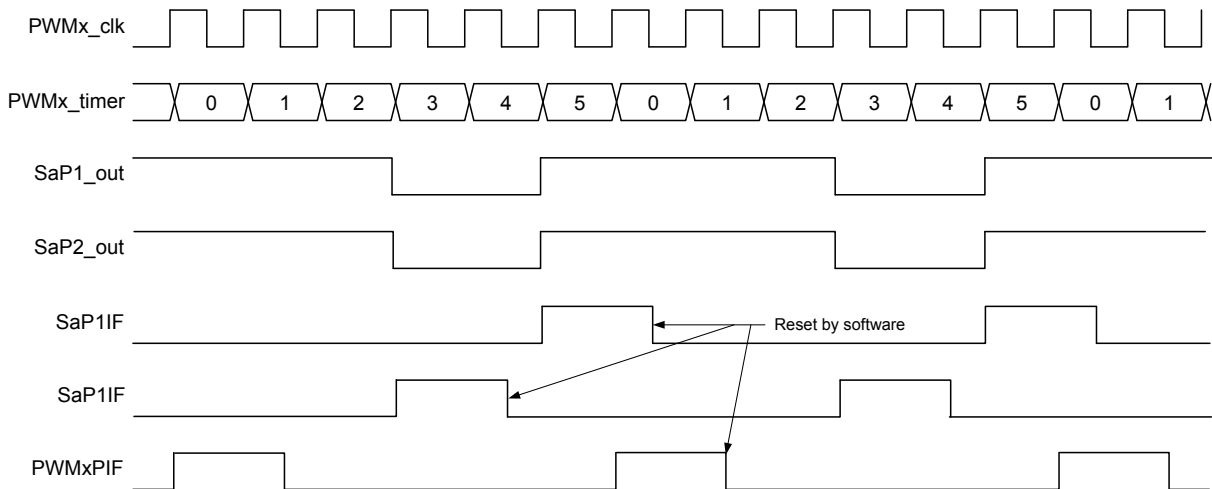 PWMx_clk
PWMx_timer 0 1 2 3 4 5 0 1 2 3 4 5 0 1
SaP1_out
SaP2_out
SaP1IF Reset by software
SaP1IF
PWMxPIF